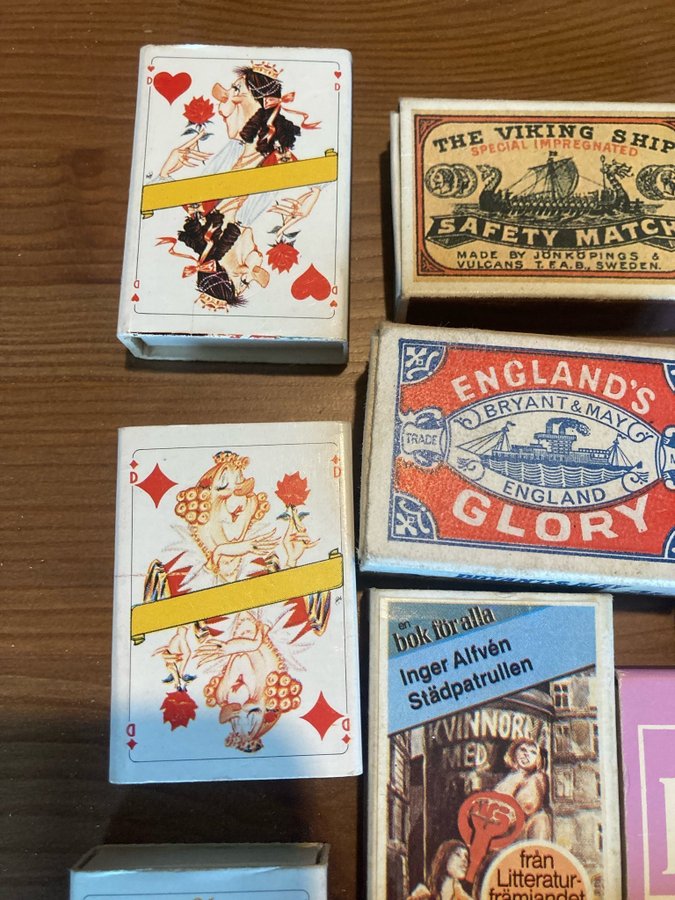 D
D
D
D
D
D
D
D
THE VIKING SHIP
SPECIAL IMPREGNATED
SAFETY MATCH
MADE BY JÖNKÖPINGS &
VULCANS T.F.A.B., SWEDEN.
ENGLAND'S
BRYANT & MAY
TRADE
ENGLAND
GLORY
en
bok för alla
Inger Alfvén
Städpatrullen
KVINNOR
MED
från
Litteratur-
främjandet